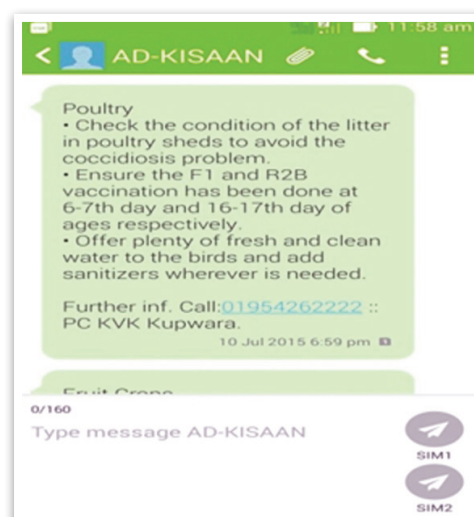 11:58 am
AD-KISAAN
Poultry
• Check the condition of the litter
in poultry sheds to avoid the
coccidiosis problem.
• Ensure the F1 and R2B
vaccination has been done at
6-7th day and 16-17th day of
ages respectively.
• Offer plenty of fresh and clean
water to the birds and add
sanitizers wherever is needed.
Further inf. Call:01954262222 ::
PC KVK Kupwara.
10 Jul 2015 6:59 pm
Fruit Crops
0/160
Type message AD-KISAAN
SIM1
SIM2